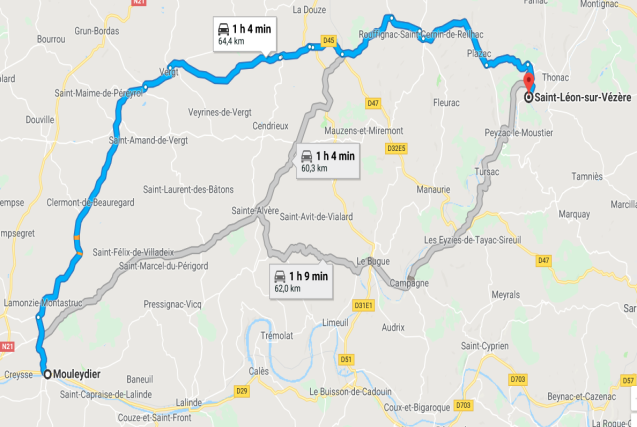 N21
La Douze
Parlac
Montignac
Grun-Bordas
1 h 4 min
64,4 km
D45
Rouffignac-Saint-Cernin-de-Reilhac
Plazac
Thonac
Vergt
Saint-Maime-de-Péreyrol
Saint-Léon-sur-Vézère
Veyrines-de-Vergt
D47
Fleurac
Douville
Cendrieux
Mauzens-et-Miremont
Peyzac-le-Moustier
Saint-Amand-de-Vergt
D32E5
1 h 4 min
60,3 km
Tursac
Tamniès
Saint-Laurent-des-Bâtons
Manaurie
Clermont-de-Beauregard
Sainte Alvère
Saint-Avit-de-Vialard
Marquay
Marcilla
Les Eyzies-de-Tayac-Sireuil
Saint-Félix-de-Villadeix
Saint-Marcel-du-Périgord
Le Bugue
D47
1 h 9 min
62,0 km
Campagne
Meyrals
Lamonzie-Montastruc
Pressignac-Vicq
D31E1
Limeuil
Audrix
Trémolat
N21
Saint-Cyprien
D51
Creysse
Mouleydier
Baneuil
Calès
D703
D57
Saint-Capraise-de-Lalinde
Lalinde
D29
Le Buisson-de-Cadouin
Beynac-et-Cazenac
Couze-et-Saint-Front
Coux-et-Bigaroque
D703
La Roque-G